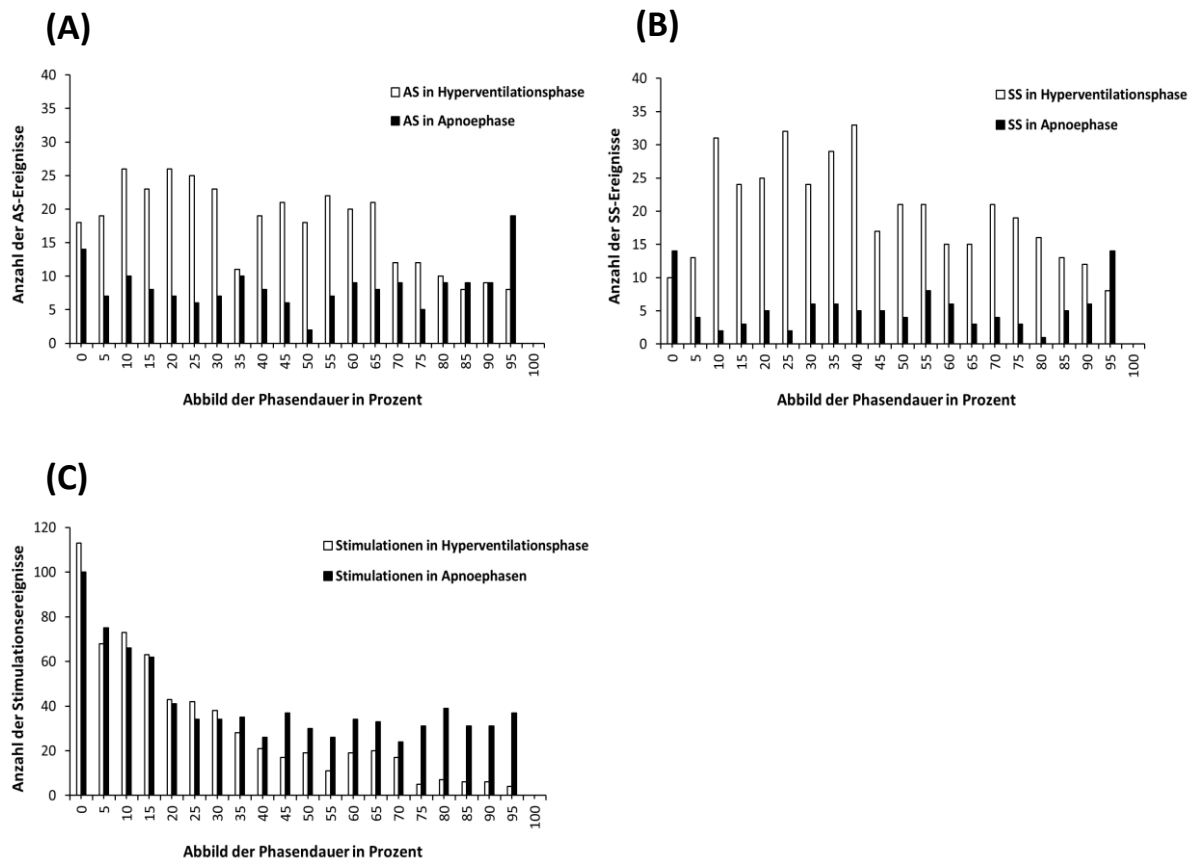 (A)
40
35
30
25
20
15
10
5
0
Anzahl der AS-Ereignisse
AS in Hyperventilationsphase
AS in Apnoephase
0 5 10 15 20 25 30 35 40 45 50 55 60 65 70 75 80 85 90 95 100
Abbild der Phasendauer in Prozent
(B)
40
35
30
25
20
15
10
5
0
Anzahl der SS-Ereignisse
SS in Hyperventilationsphase
SS in Apnoephase
0 5 10 15 20 25 30 35 40 45 50 55 60 65 70 75 80 85 90 95 100
Abbild der Phasendauer in Prozent
(C)
120
100
80
60
40
20
0
Anzahl der Stimulationsereignisse
Stimulationen in Hyperventilationsphase
Stimulationen in Apnoephasen
0 5 10 15 20 25 30 35 40 45 50 55 60 65 70 75 80 85 90 95 100
Abbild der Phasendauer in Prozent